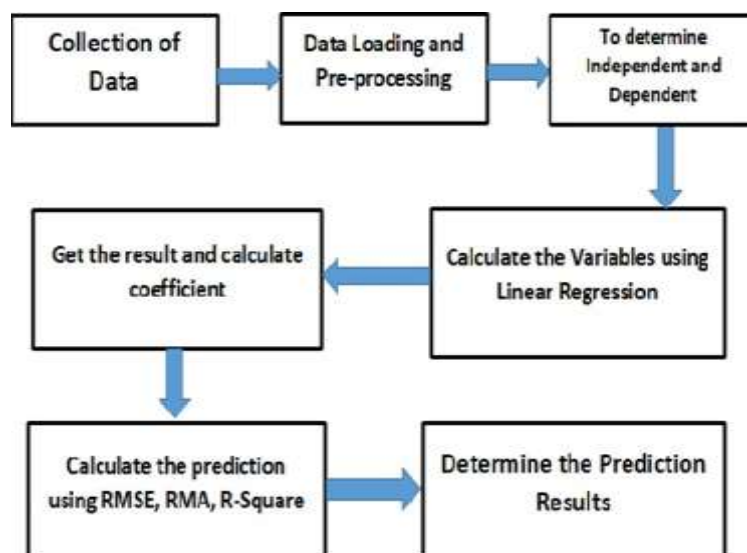 Collection of
Data
Data Loading and
Pre-processing
To determine
Independent and
Dependent
Calculate the Variables using
Linear Regression
Get the result and calculate
coefficient
Calculate the prediction
using RMSE, RMA, R-Square
Determine the Prediction
Results